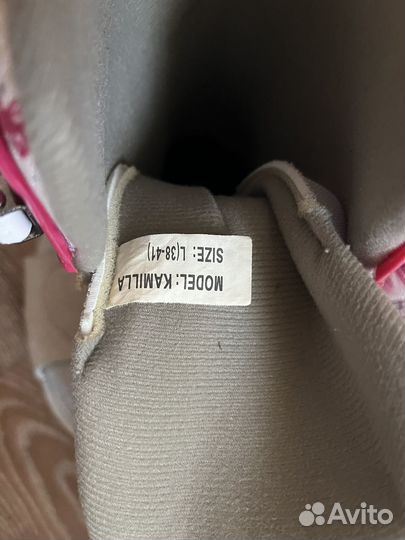 MODEL: KAMILLA
SIZE: L(38-41)
Avito